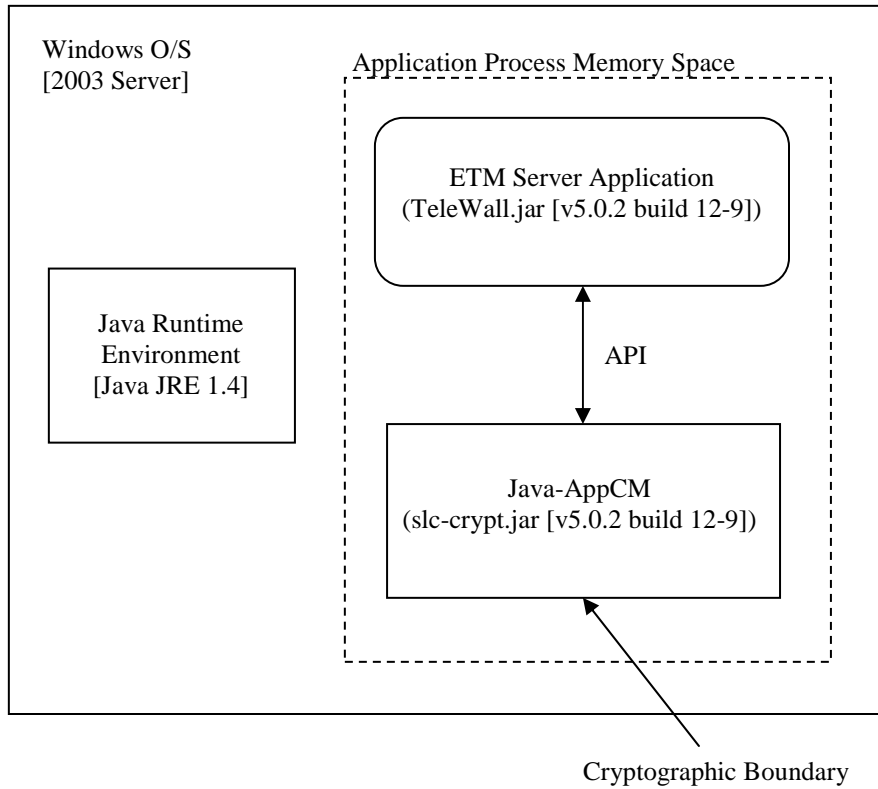 Windows O/S
[2003 Server]
Application Process Memory Space
ETM Server Application
(TeleWall.jar [v5.0.2 build 12-9])
Java Runtime
Environment
[Java JRE 1.4]
API
Java-AppCM
(slc-crypt.jar [v5.0.2 build 12-9])
Cryptographic Boundary